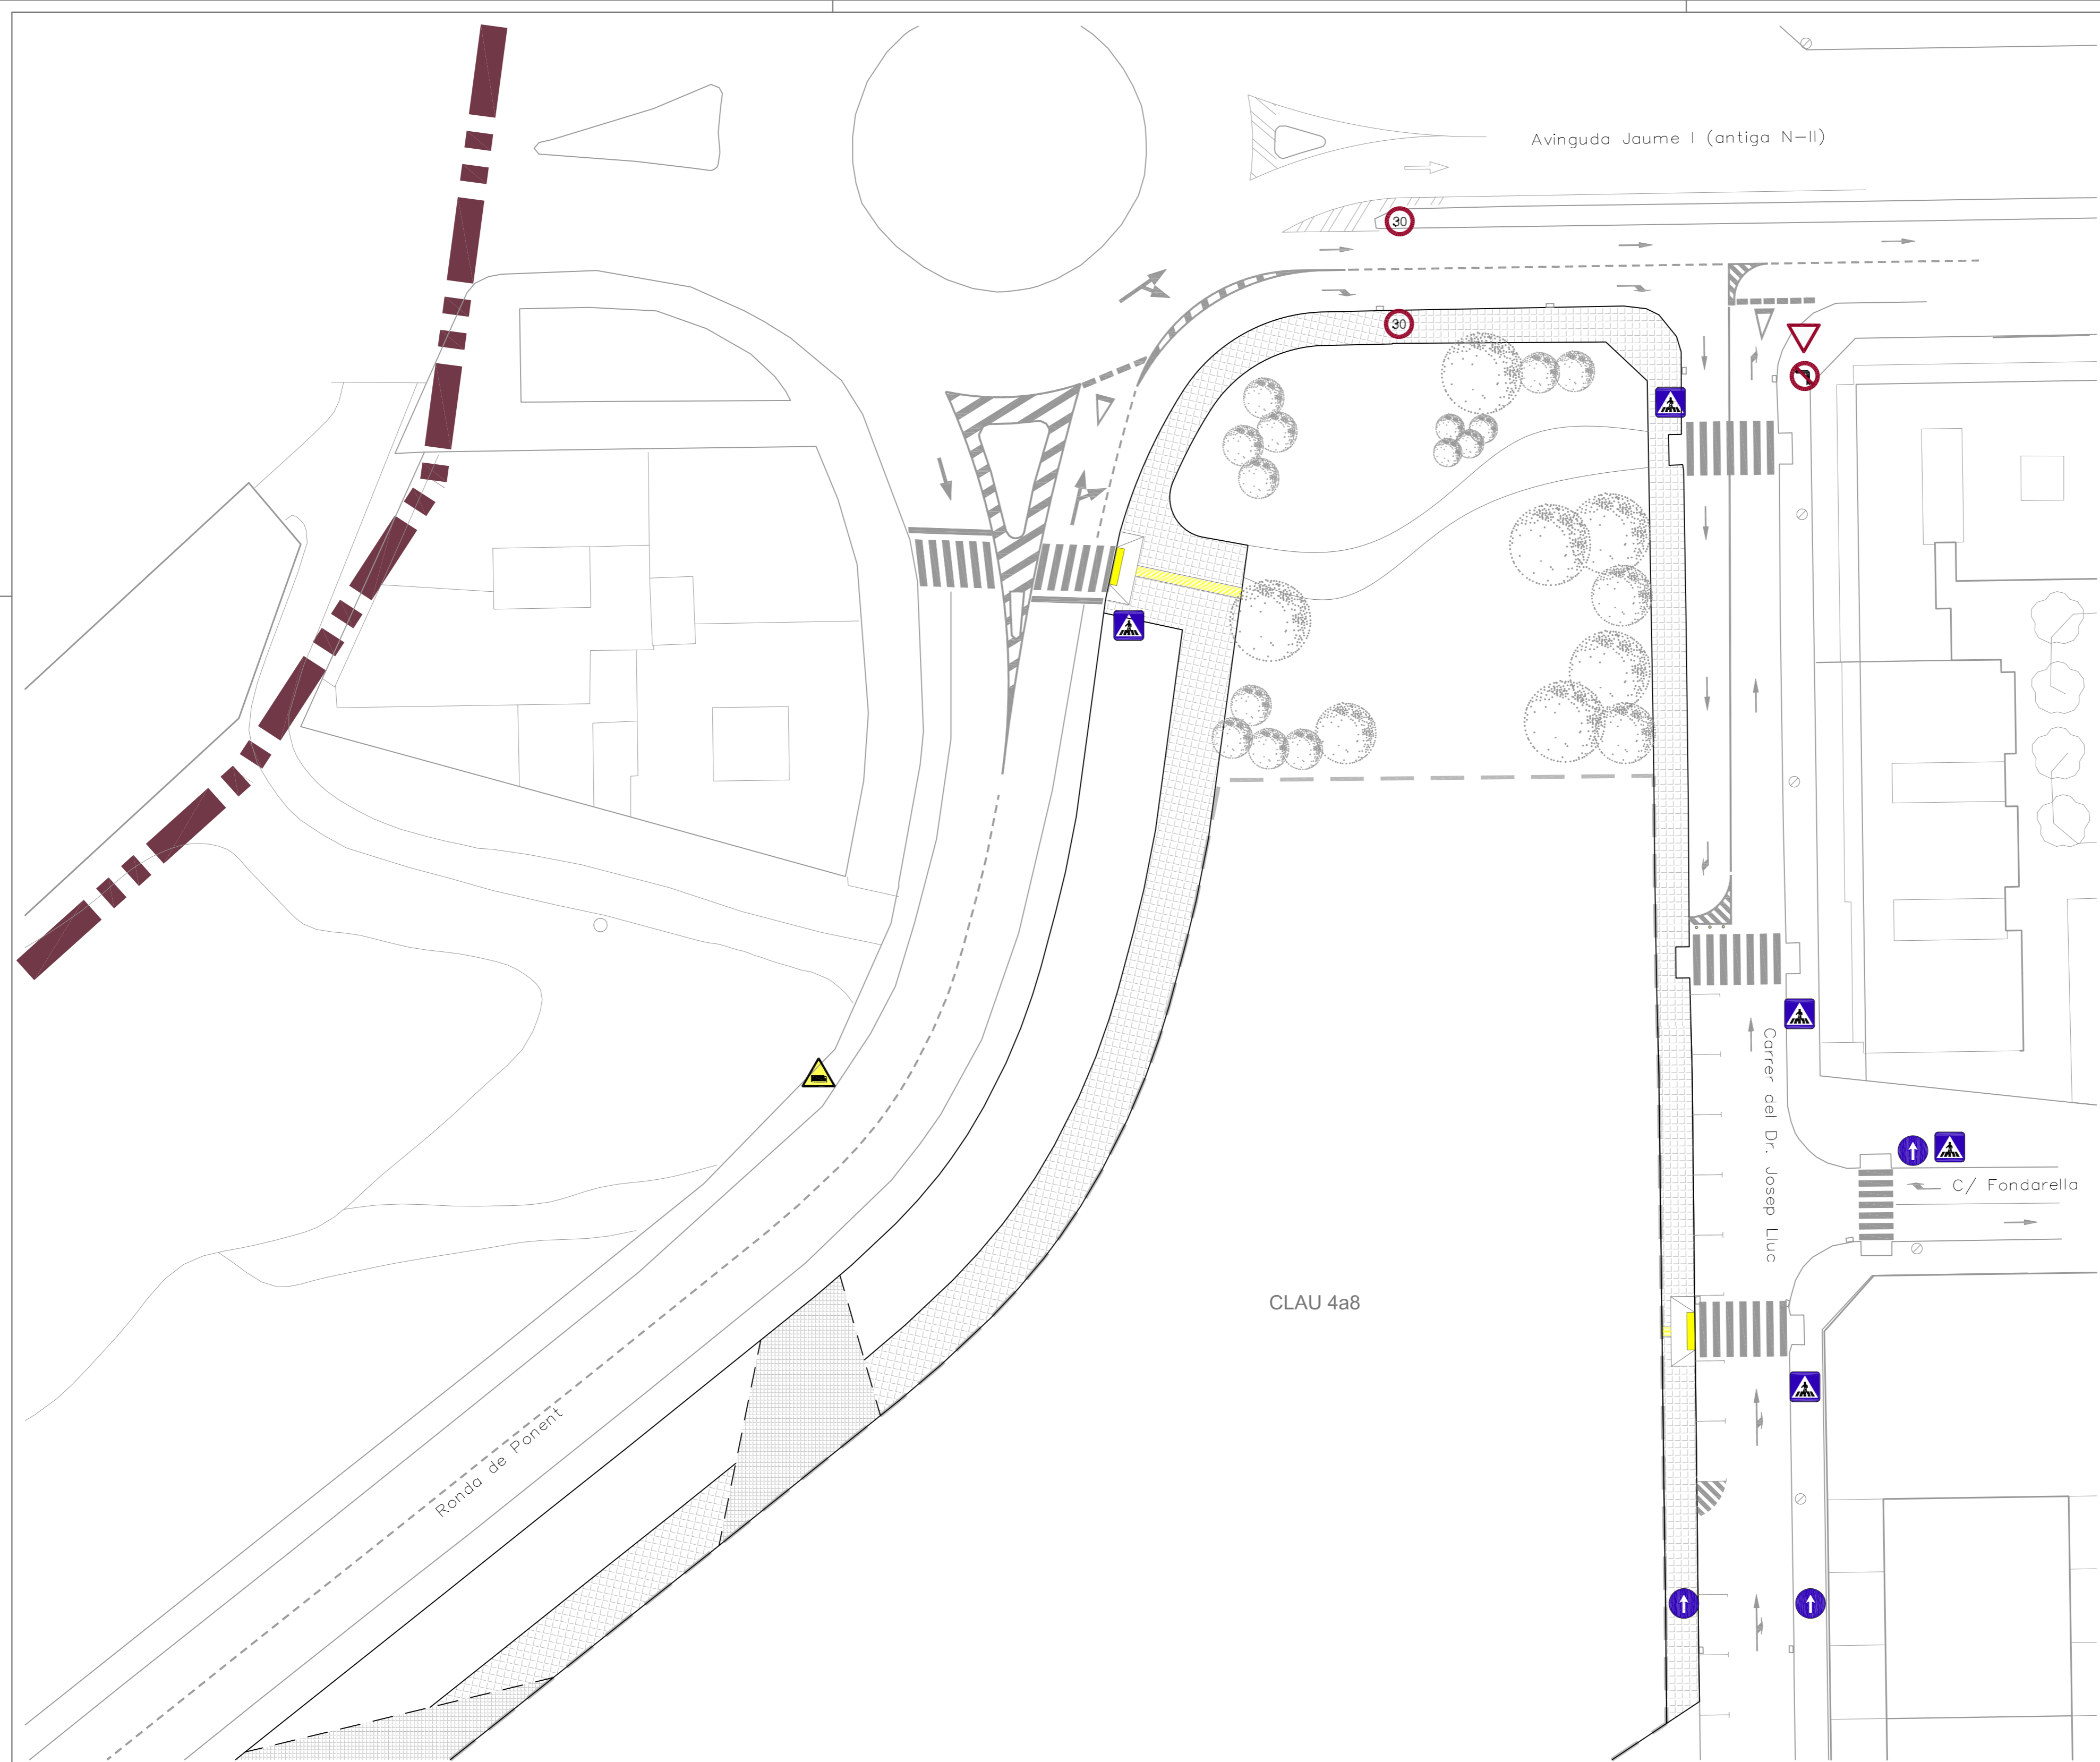 Avinguda Jaume I (antiga N-II)
30
30
Carrer del Dr. Josep Lluc
C/ Fondarella
CLAU 4a8
Ronda de Ponent